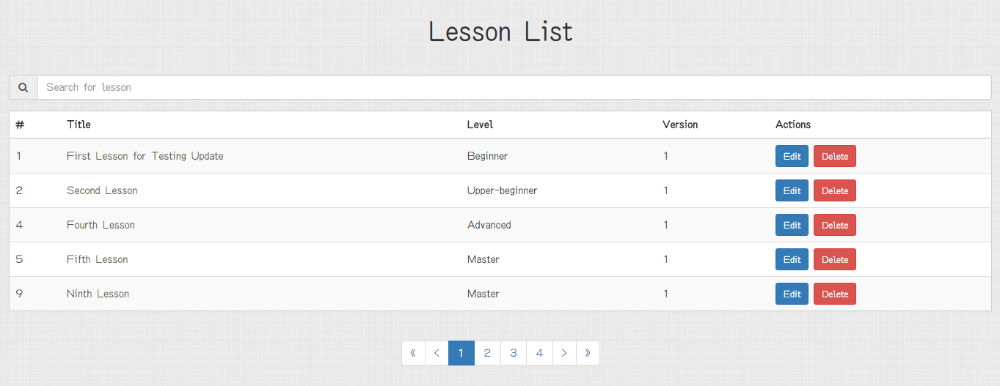 Lesson List
Search for lesson
# Title Level Version Actions
1 First Lesson for Testing Update Beginner 1 Edit Delete
2 Second Lesson Upper-beginner 1 Edit Delete
4 Fourth Lesson Advanced 1 Edit Delete
5 Fifth Lesson Master 1 Edit Delete
9 Ninth Lesson Master 1 Edit Delete
《 < 1 2 3 4 > 》